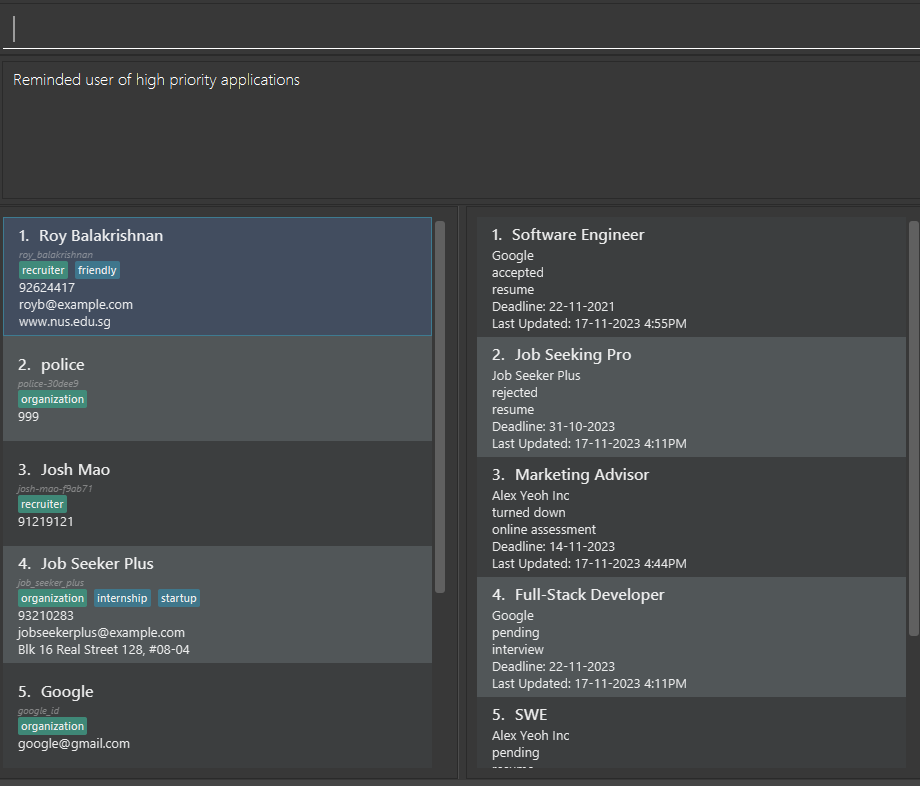 Reminded user of high priority applications
1. Roy Balakrishnan
roy_balakrishnan
recruiter friendly
92624417
royb@example.com
www.nus.edu.sg
2. police
police-30dee9
organization
999
3. Josh Mao
josh-mao-f9ab71
recruiter
91219121
4. Job Seeker Plus
job_seeker_plus
organization internship startup
93210283
jobseekerplus@example.com
Blk 16 Real Street 128, #08-04
5. Google
google_id
organization
google@gmail.com
1. Software Engineer
Google
accepted
resume
Deadline: 22-11-2021
Last Updated: 17-11-2023 4:55PM
2. Job Seeking Pro
Job Seeker Plus
rejected
resume
Deadline: 31-10-2023
Last Updated: 17-11-2023 4:11PM
3. Marketing Advisor
Alex Yeoh Inc
turned down
online assessment
Deadline: 14-11-2023
Last Updated: 17-11-2023 4:44PM
4. Full-Stack Developer
Google
pending
interview
Deadline: 22-11-2023
Last Updated: 17-11-2023 4:11PM
5. SWE
Alex Yeoh Inc
pending